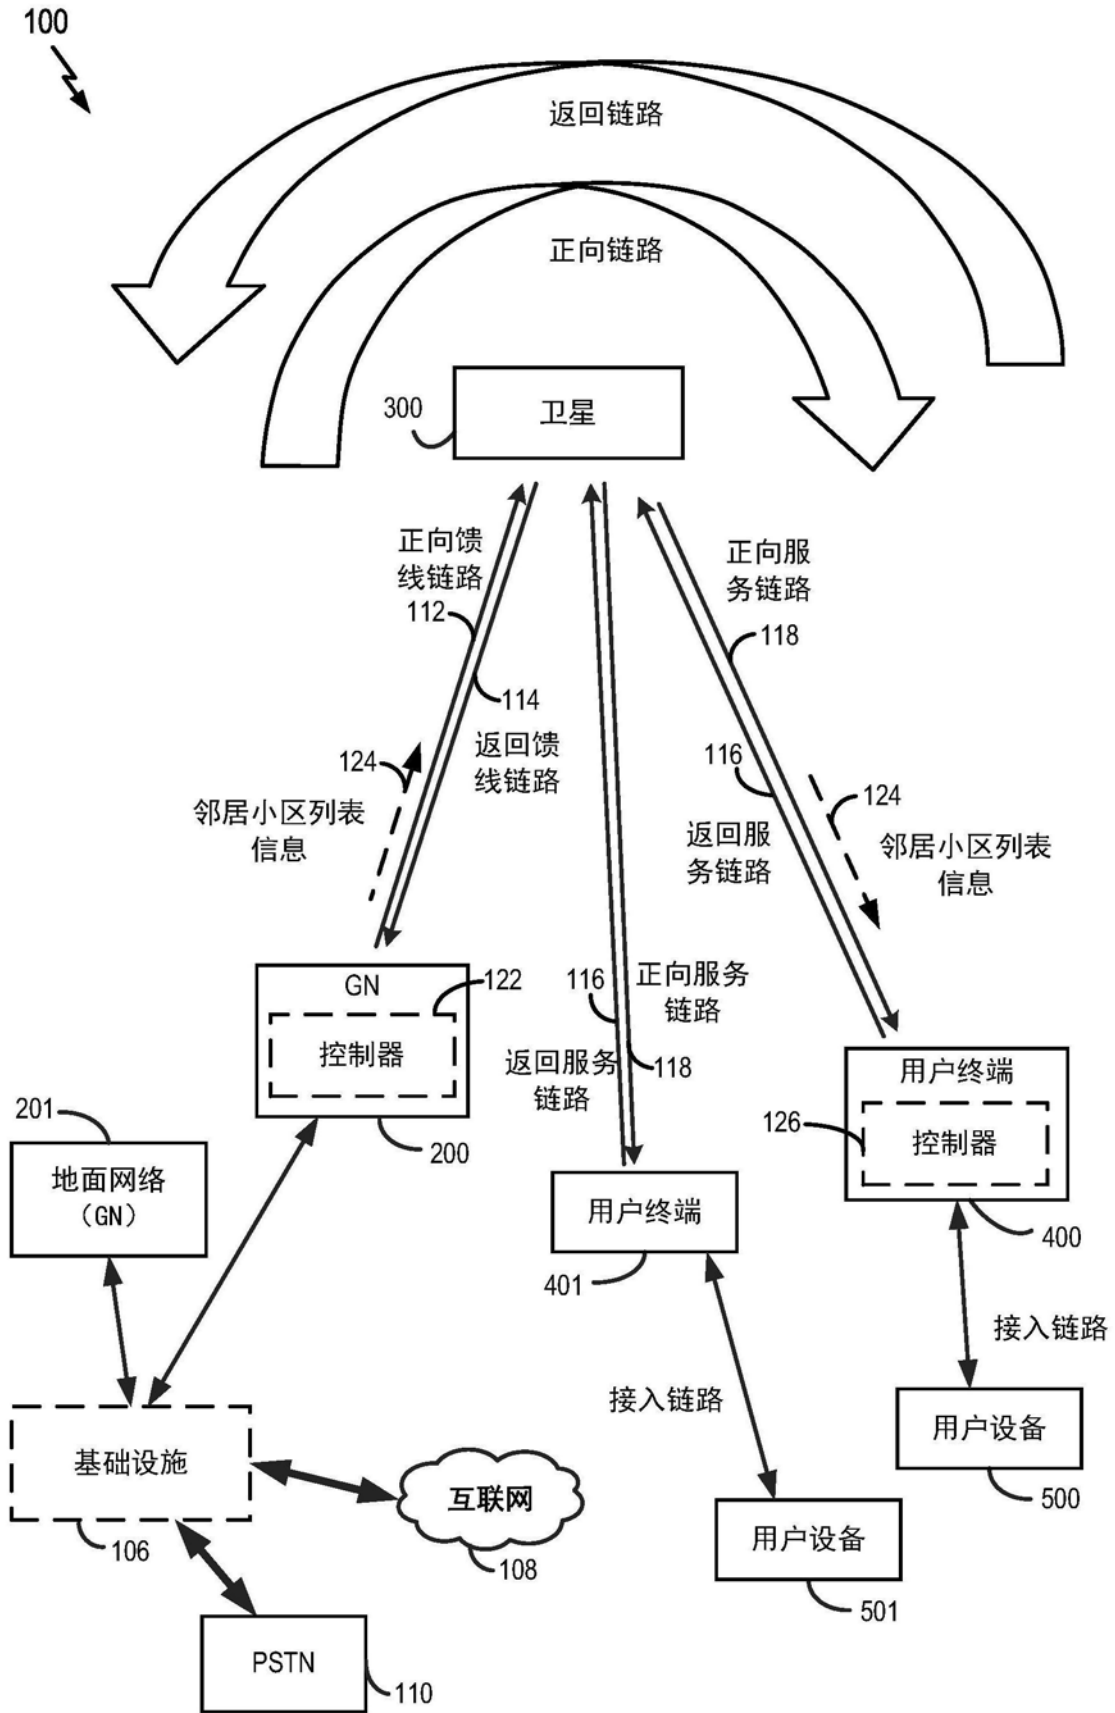 100
返回链路
正向链路
300
卫星
正向馈
线链路
112
114
返回馈
线链路
124
邻居小区列表
信息
正向服
务链路
118
116
返回服
务链路
124
邻居小区列表
信息
GN
122
控制器
200
116
正向服务
链路
返回服务
链路
118
用户终端
126
控制器
400
201
地面网络
（GN）
用户终端
401
接入链路
接入链路
用户设备
500
基础设施
106
互联网
108
用户设备
501
PSTN
110